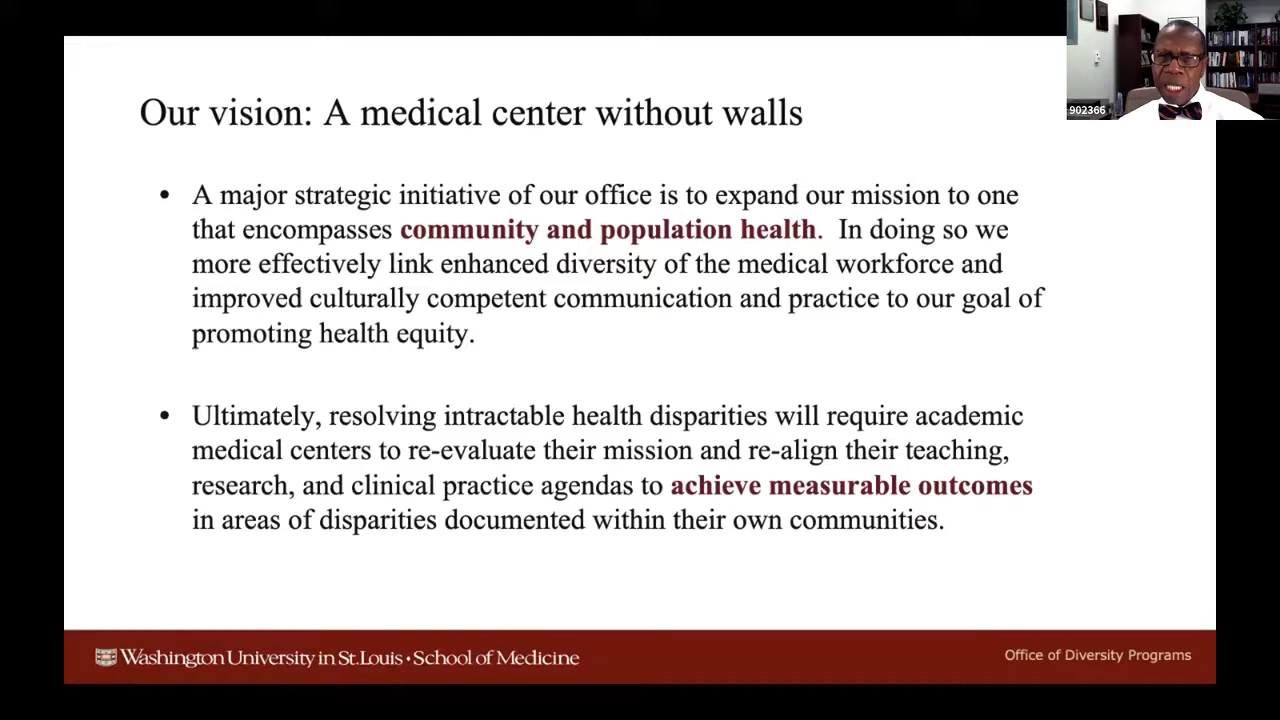 Our vision: A medical center without walls
902366
• A major strategic initiative of our office is to expand our mission to one
that encompasses community and population health. In doing so we
more effectively link enhanced diversity of the medical workforce and
improved culturally competent communication and practice to our goal of
promoting health equity.
• Ultimately, resolving intractable health disparities will require academic
medical centers to re-evaluate their mission and re-align their teaching,
research, and clinical practice agendas to achieve measurable outcomes
in areas of disparities documented within their own communities.
Washington University in St. Louis • School of Medicine
Office of Diversity Programs